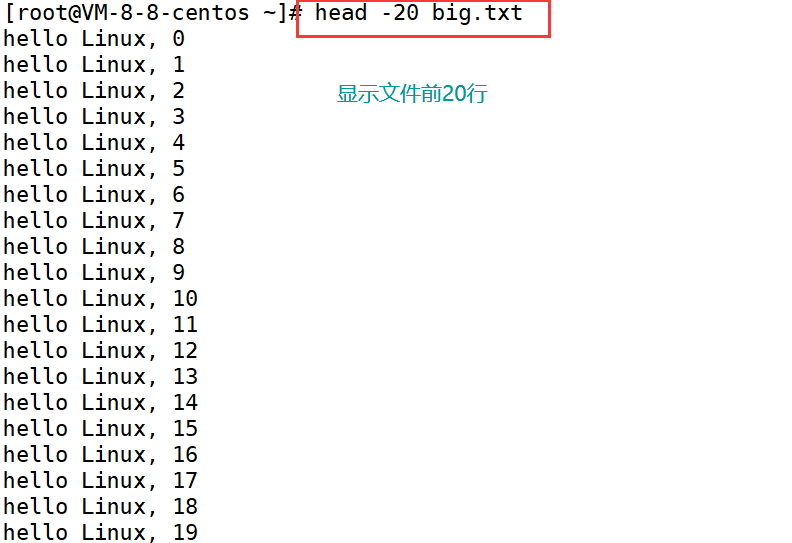 [root@VM-8-8-centos ~]# head -20 big.txt
hello Linux, 0
hello Linux, 1
hello Linux, 2
显示文件前20行
hello Linux, 3
hello Linux, 4
hello Linux, 5
hello Linux, 6
hello Linux, 7
hello Linux, 8
hello Linux, 9
hello Linux, 10
hello Linux, 11
hello Linux, 12
hello Linux, 13
hello Linux, 14
hello Linux, 15
hello Linux, 16
hello Linux, 17
hello Linux, 18
hello Linux, 19